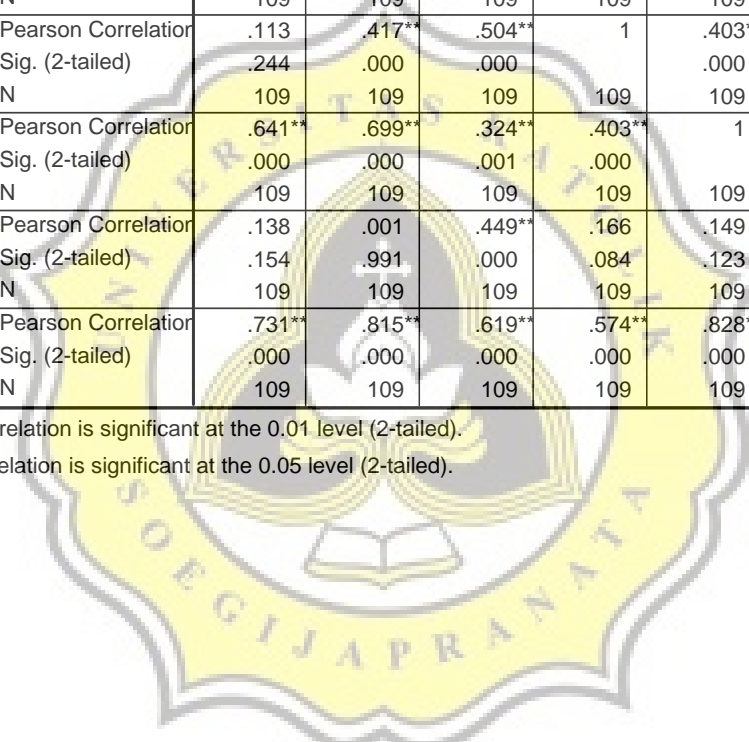 N 109 109 109 109 109
Pearson Correlation .113 .417** .504** 1 .403*
Sig. (2-tailed) .244 .000 .000 .000
N 109 109 109 109 109
Pearson Correlation .641** .699** .324** .403** 1
Sig. (2-tailed) .000 .000 .001 .000
N 109 109 109 109 109
Pearson Correlation .138 .001 .449** .166 .149
Sig. (2-tailed) .154 .991 .000 .084 .123
N 109 109 109 109 109
Pearson Correlation .731** .815** .619** .574** .828*
Sig. (2-tailed) .000 .000 .000 .000 .000
N 109 109 109 109 109
relation is significant at the 0.01 level (2-tailed).
elation is significant at the 0.05 level (2-tailed).
UNIVERSITAS KATOLIK
SOEGIJAPRANATA